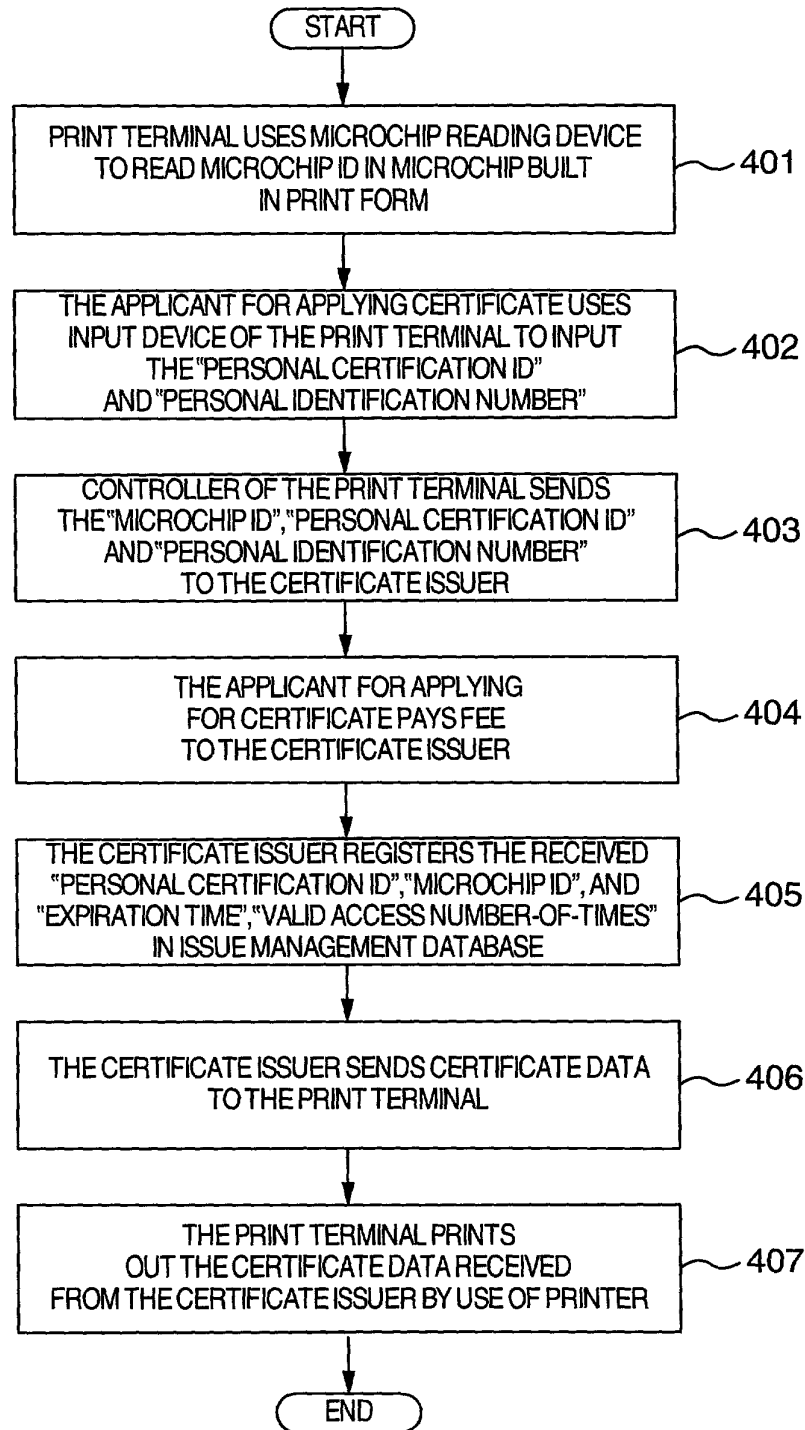 START
PRINT TERMINAL USES MICROCHIP READING DEVICE
TO READ MICROCHIP ID IN MICROCHIP BUILT
IN PRINT FORM
401
THE APPLICANT FOR APPLYING CERTIFICATE USES
INPUT DEVICE OF THE PRINT TERMINAL TO INPUT
THE "PERSONAL CERTIFICATION ID"
AND "PERSONAL IDENTIFICATION NUMBER"
402
CONTROLLER OF THE PRINT TERMINAL SENDS
THE "MICROCHIP ID", "PERSONAL CERTIFICATION ID"
AND "PERSONAL IDENTIFICATION NUMBER"
TO THE CERTIFICATE ISSUER
403
THE APPLICANT FOR APPLYING
FOR CERTIFICATE PAYS FEE
TO THE CERTIFICATE ISSUER
404
THE CERTIFICATE ISSUER REGISTERS THE RECEIVED
"PERSONAL CERTIFICATION ID", "MICROCHIP ID", AND
"EXPIRATION TIME", "VALID ACCESS NUMBER-OF-TIMES"
IN ISSUE MANAGEMENT DATABASE
405
THE CERTIFICATE ISSUER SENDS CERTIFICATE DATA
TO THE PRINT TERMINAL
406
THE PRINT TERMINAL PRINTS
OUT THE CERTIFICATE DATA RECEIVED
FROM THE CERTIFICATE ISSUER BY USE OF PRINTER
407
END